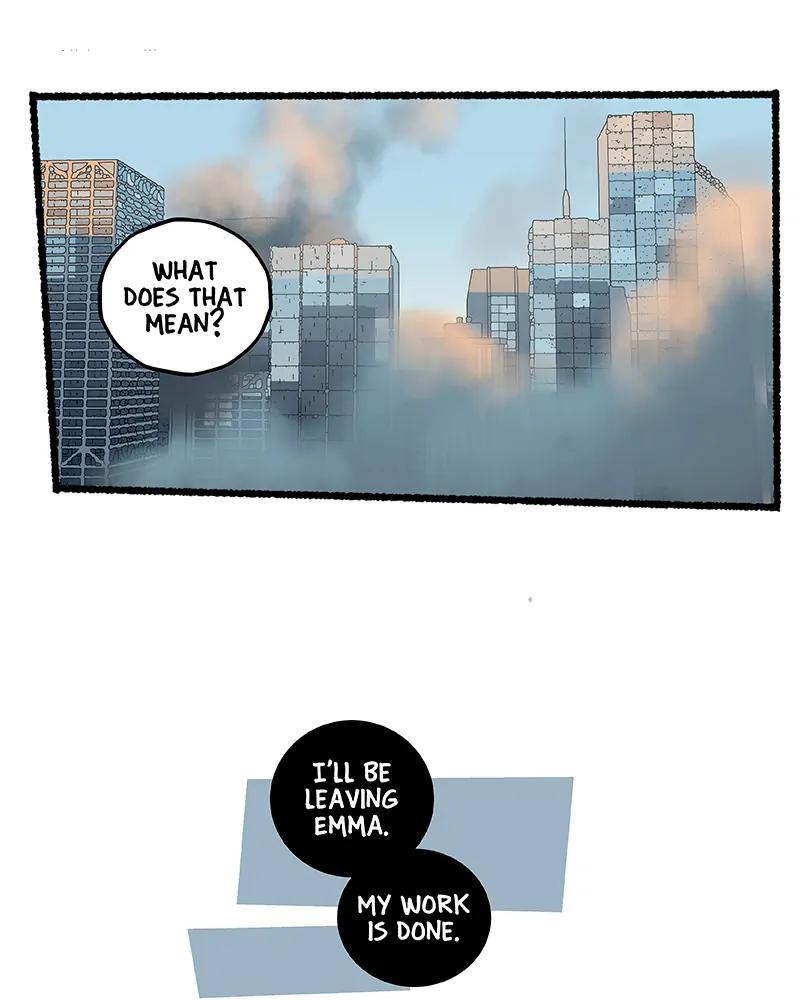 WHAT
DOES THAT
MEAN?
I'LL BE
LEAVING
EMMA.
MY WORK
IS DONE.